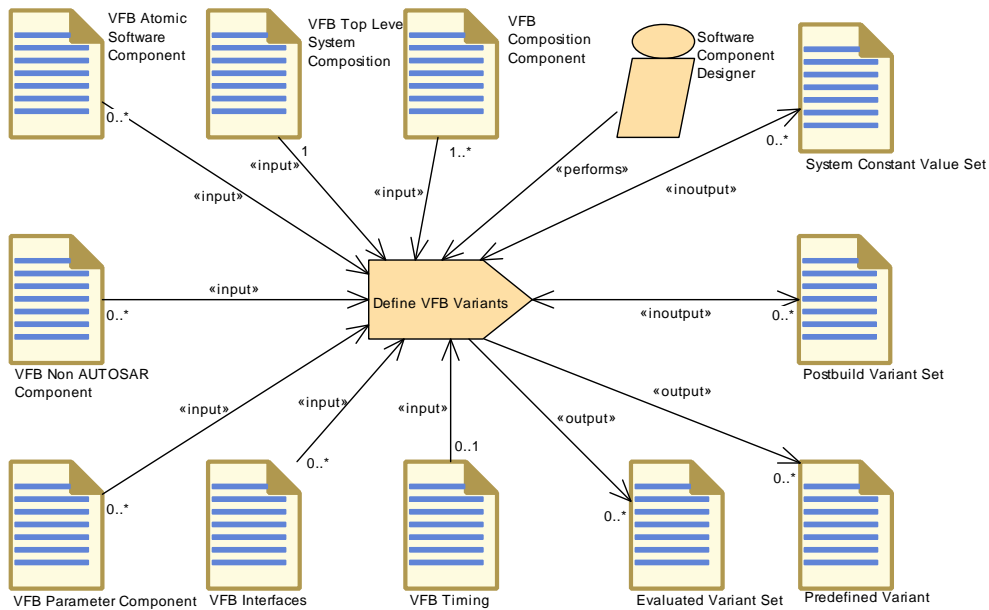 VFB Atomic
Software
Component
VFB Top Level
System
Composition
VFB
Composition
Component
Software
Component
Designer
0..*
1
1..*
0..*
System Constant Value Set
«input»
«input»
«input»
«performs»
«inoutput»
Define VFB Variants
«input»
0..*
«inoutput»
0..*
VFB Non AUTOSAR
Component
Postbuild Variant Set
«input»
«input»
«input»
«output»
«output»
0..*
0..*
0..1
0..*
0..*
VFB Parameter Component
VFB Interfaces
VFB Timing
Evaluated Variant Set
Predefined Variant